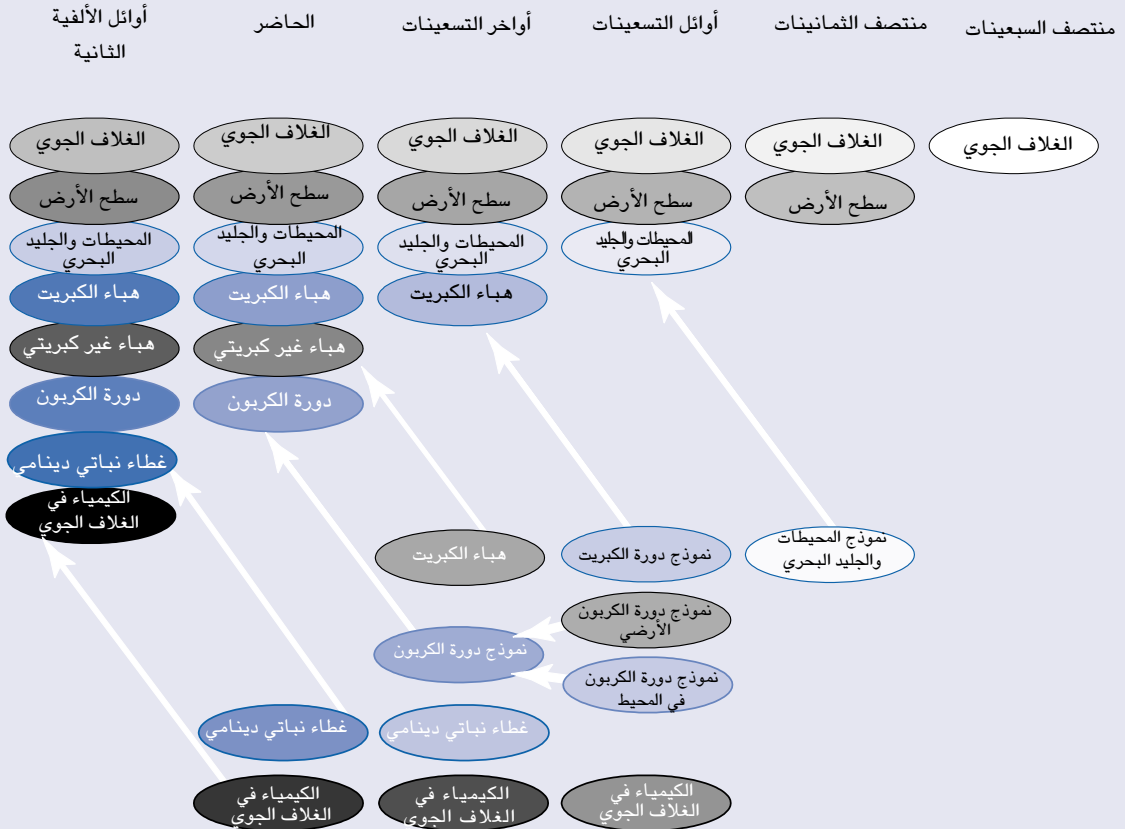 منتصف السبعينات
منتصف الثمانينات
أوائل التسعينات
أواخر التسعينات
الحاضر
أوائل الألفية
الثانية
الغلاف الجوي
الغلاف الجوي
الغلاف الجوي
الغلاف الجوي
الغلاف الجوي
الغلاف الجوي
سطح الأرض
سطح الأرض
سطح الأرض
سطح الأرض
سطح الأرض
المحيطات والجليد
البحري
المحيطات والجليد
البحري
المحيطات والجليد
البحري
المحيطات والجليد
البحري
هباء الكبريت
هباء الكبريت
هباء الكبريت
هباء غير كبريتي
هباء غير كبريتي
دورة الكربون
دورة الكربون
غطاء نباتي دينامي
الكيمياء في
الغلاف الجوي
نموذج المحيطات
والجليد البحري
نموذج دورة الكبريت
هباء الكبريت
نموذج دورة الكربون
الأرضي
نموذج دورة الكربون
نموذج دورة الكربون
في المحيط
غطاء نباتي دينامي
غطاء نباتي دينامي
الكيمياء في
الغلاف الجوي
الكيمياء في
الغلاف الجوي
الكيمياء في
الغلاف الجوي